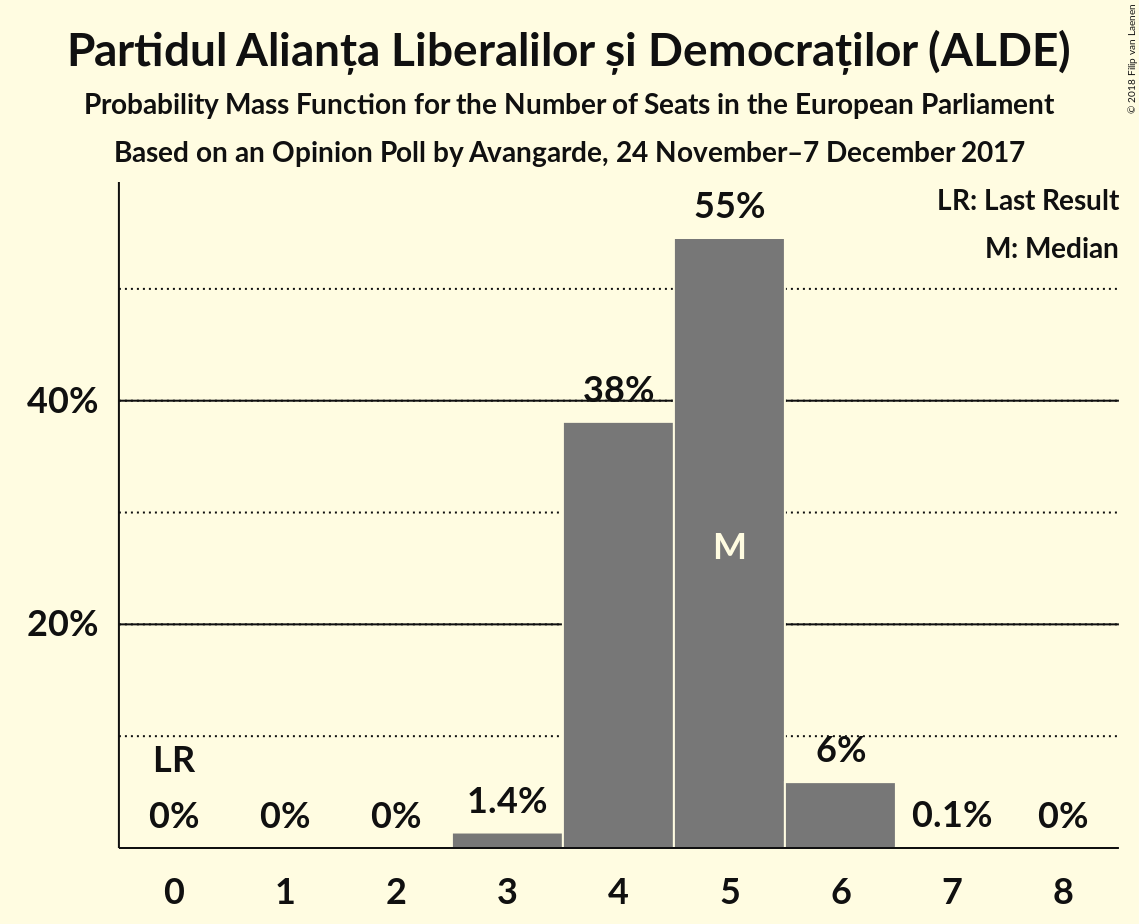 Partidul Alianța Liberalilor și Democraților (ALDE)
Probability Mass Function for the Number of Seats in the European Parliament
Based on an Opinion Poll by Avangarde, 24 November–7 December 2017
© 2018 Filip van Laenen
LR: Last Result
M: Median
55%
40%
38%
M
20%
LR
6%
0%
0%
0%
1.4%
0.1%
0%
0 1 2 3 4 5 6 7 8